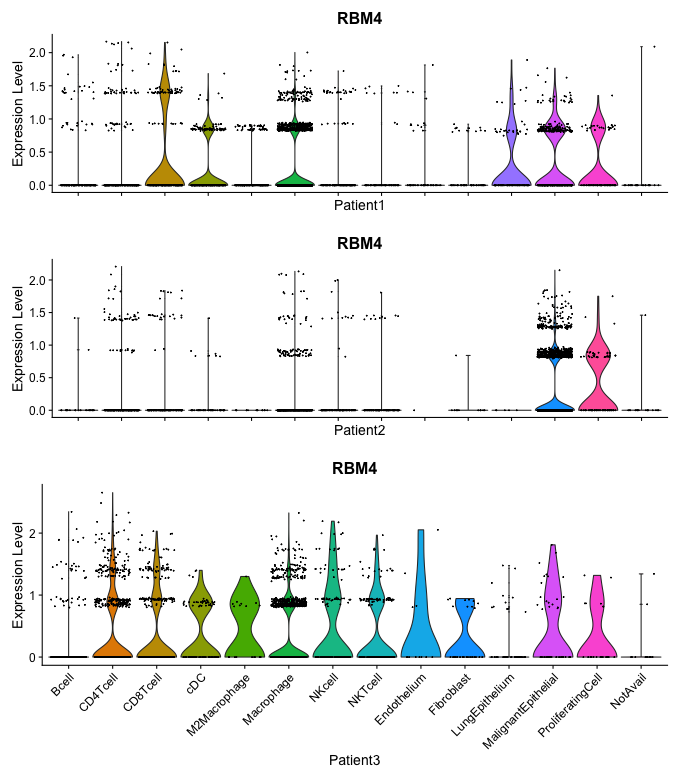 RBM4
Expression Level
2.0
1.5
1.0
0.5
0.0
Patient1
RBM4
Expression Level
2.0
1.5
1.0
0.5
0.0
Patient2
RBM4
Expression Level
2
1
0
Bcell
CD4Tcell
CD8Tcell
cDC
M2Macrophage
Macrophage
NKcell
NKTcell
Endothelium
Fibroblast
LungEpithelium
MalignantEpithelial
ProliferatingCell
NotAvail
Patient3